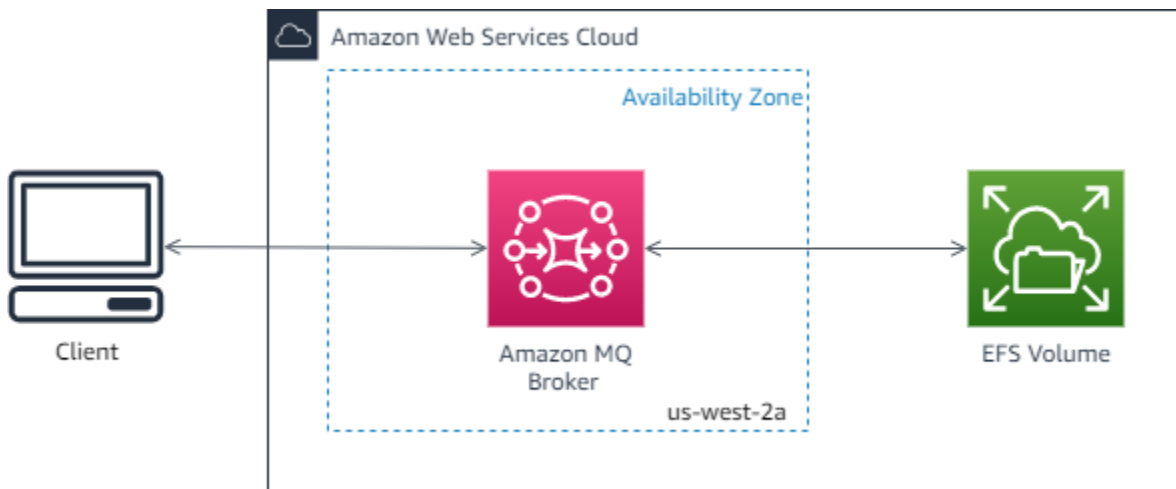 Amazon Web Services Cloud
Availability Zone
Client
Amazon MQ
Broker
EFS Volume
us-west-2a